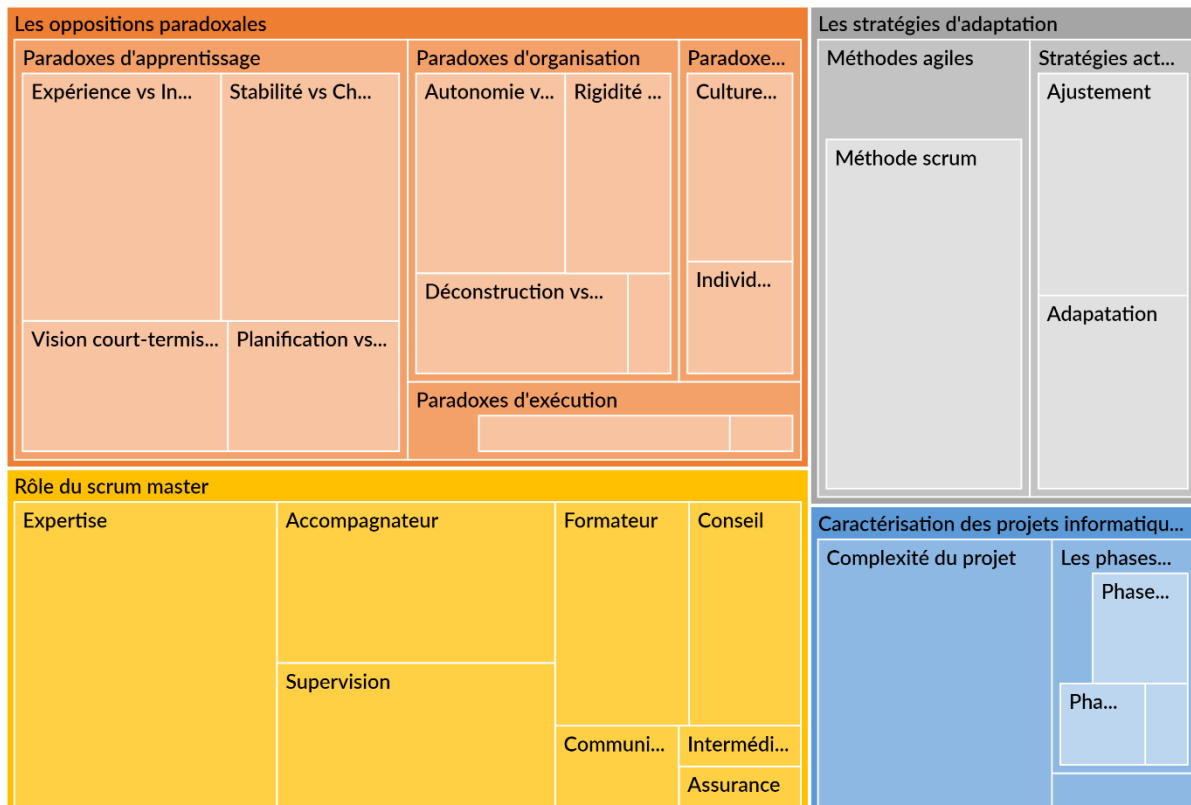 Les oppositions paradoxales
Paradoxes d'apprentissage
Expérience vs In...
Stabilité vs Ch...
Vision court-termis...
Planification vs...
Paradoxes d'organisation
Autonomie v...
Rigidité ...
Déconstruction vs...
Paradoxe...
Culture...
Individ...
Paradoxes d'exécution
Les stratégies d'adaptation
Méthodes agiles
Méthode scrum
Stratégies act...
Ajustement
Adapatation
Rôle du scrum master
Expertise
Accompagnateur
Supervision
Formateur
Conseil
Communi...
Intermédi...
Assurance
Caractérisation des projets informatiqu...
Complexité du projet
Les phases...
Phase...
Pha...